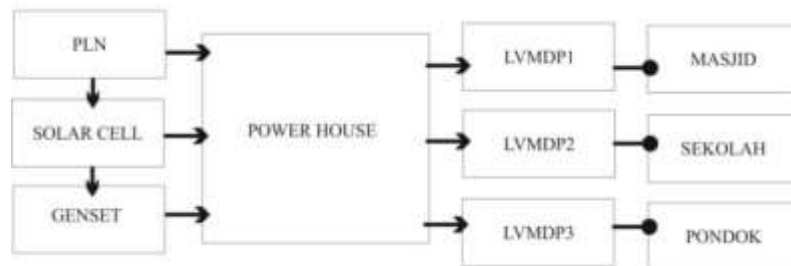 PLN
LVMDP1
MASJID
SOLAR CELL
POWER HOUSE
LVMDP2
SEKOLAH
GENSET
LVMDP3
PONDOK